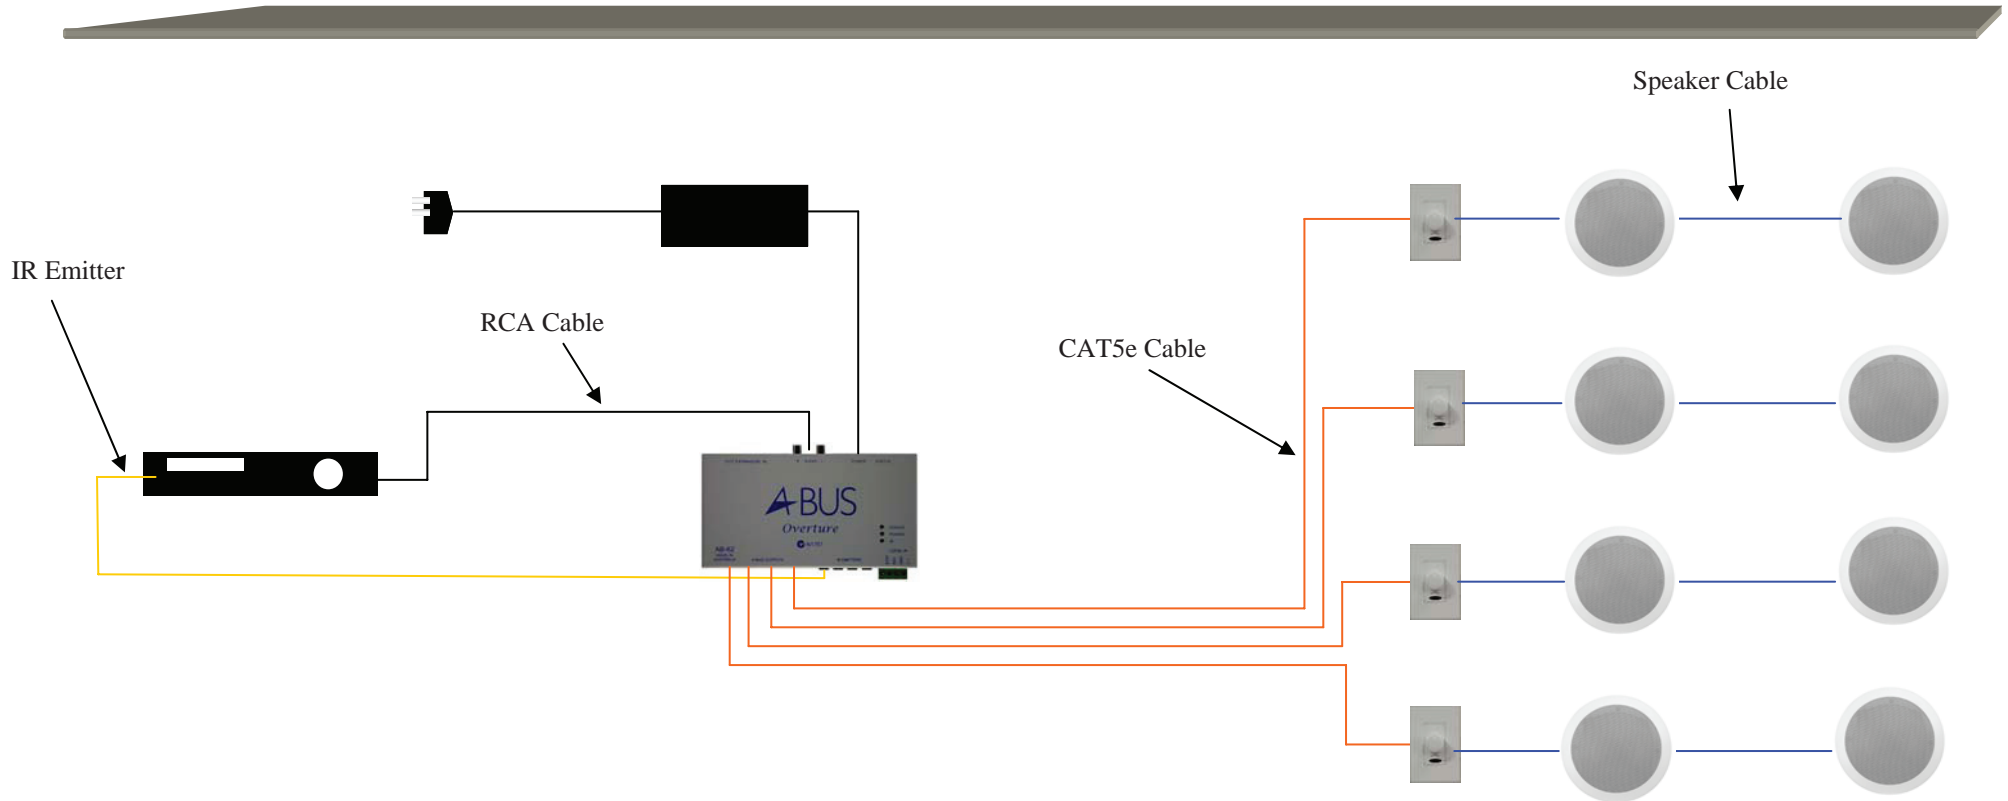 Speaker Cable
IR Emitter
RCA Cable
CAT5e Cable
A-BUS
Overture